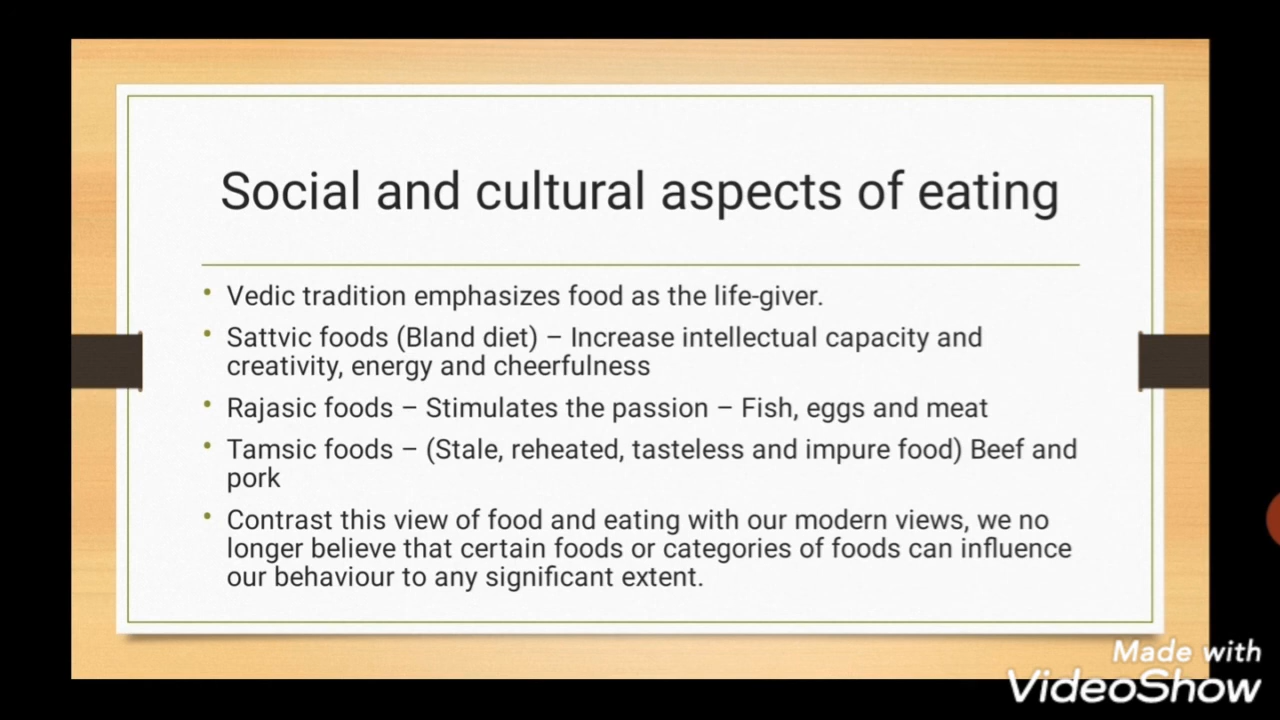 Social and cultural aspects of eating
• Vedic tradition emphasizes food as the life-giver.
• Sattvic foods (Bland diet) – Increase intellectual capacity and
creativity, energy and cheerfulness
• Rajasic foods – Stimulates the passion – Fish, eggs and meat
• Tamsic foods – (Stale, reheated, tasteless and impure food) Beef and
pork
• Contrast this view of food and eating with our modern views, we no
longer believe that certain foods or categories of foods can influence
our behaviour to any significant extent.
Made with
VideoShow